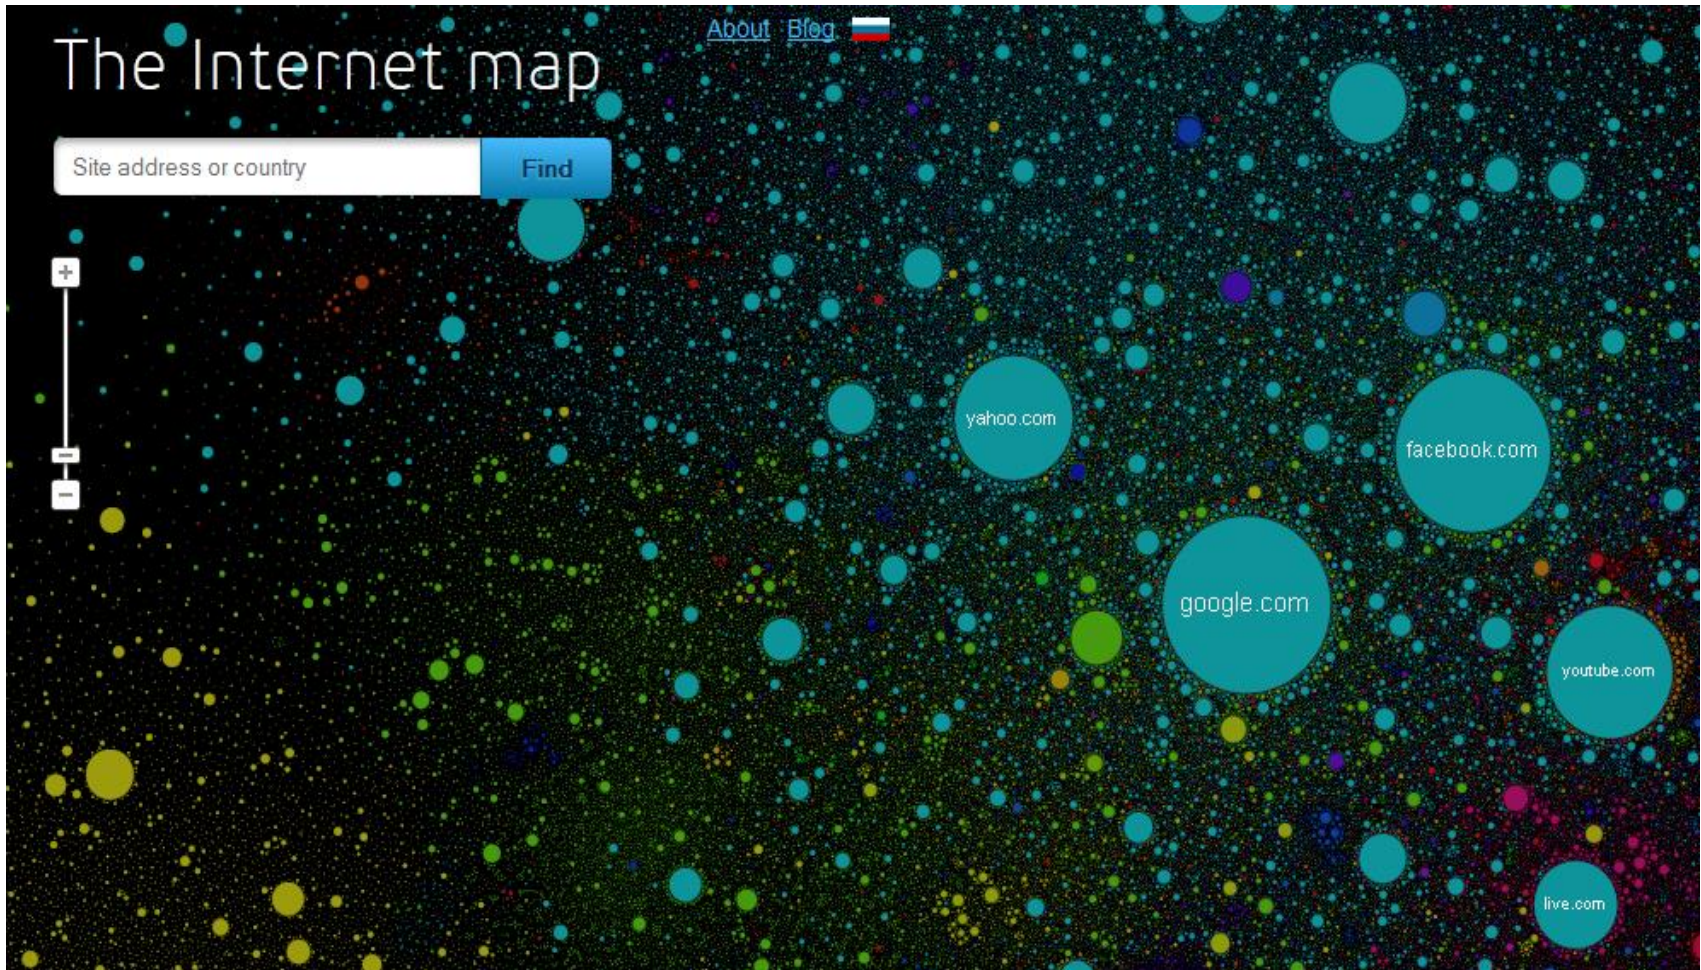 About Blog
The Internet map
Site address or country
Find
yahoo.com
facebook.com
google.com
youtube.com
live.com